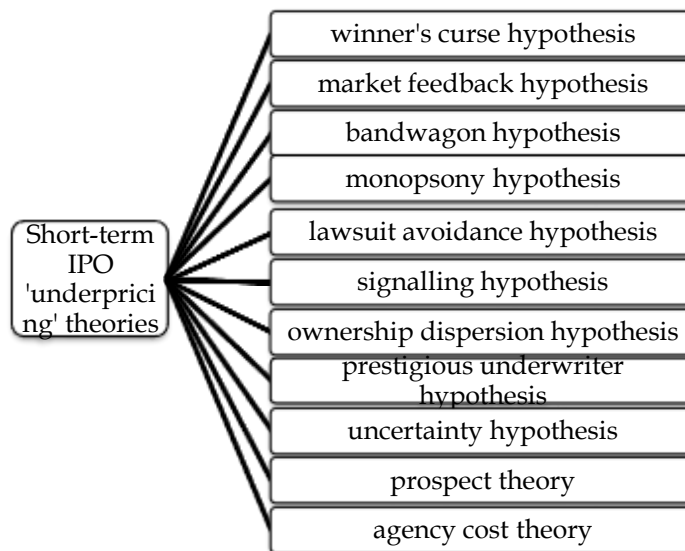 winner's curse hypothesis
market feedback hypothesis
bandwagon hypothesis
monopsony hypothesis
lawsuit avoidance hypothesis
signalling hypothesis
ownership dispersion hypothesis
prestigious underwriter
hypothesis
uncertainty hypothesis
prospect theory
agency cost theory
Short-term
IPO
'underprici
ng' theories